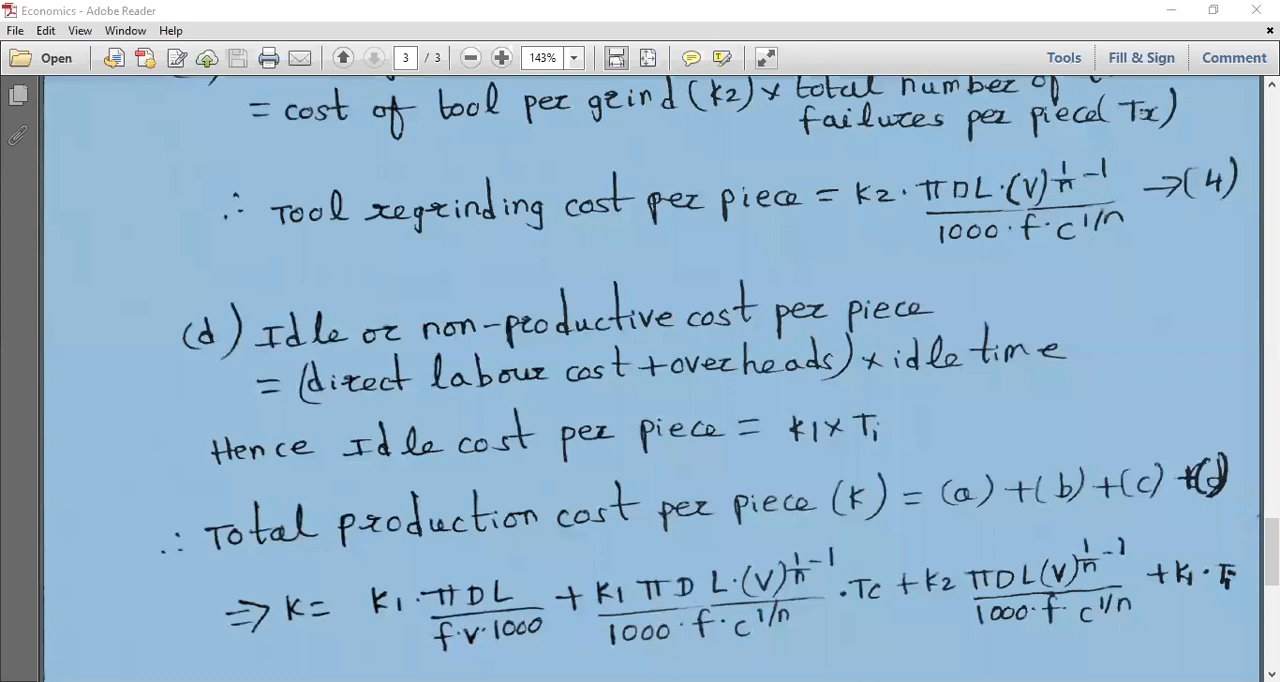 Economics - Adobe Reader
File Edit View Window Help
Open 3 / 3 143% Tools Fill & Sign Comment
= cost of tool per grind (K2) × total number of
failures per piece (Tx)
∴ Tool regrinding cost per piece = K2 · πDL·(V)^(1/n - 1) / 1000·f·C^(1/n) → (4)
(d) Idle or non-productive cost per piece
= (direct labour cost + overheads) × idle time
Hence Idle cost per piece = K1 × Ti
∴ Total production cost per piece (K) = (a) + (b) + (c) + (d)
⇒ K = K1 · πDL / f·V·1000 + K1 πD L·(V)^(1/n - 1) / 1000·f·C^(1/n) · Tc + K2 πDL(V)^(1/n - 1) / 1000·f·C^(1/n) + K1 · Ti